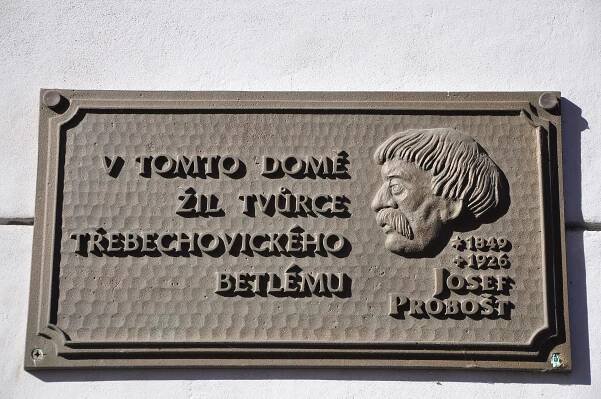 V TOMTO DOMĚ
ŽIL TVŮRCE
TŘEBECHOVICKÉHO
BETLÉMU
*1849
+1926
JOSEF
PROBOŠT